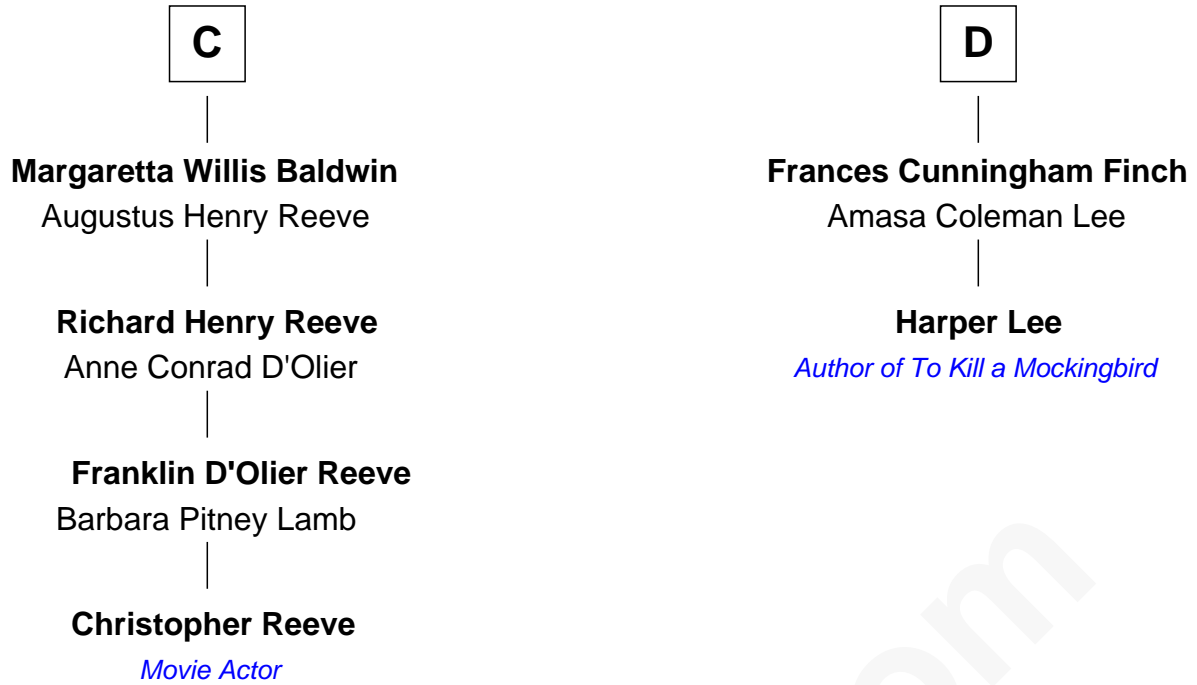 C
Margaretta Willis Baldwin
Augustus Henry Reeve
Richard Henry Reeve
Anne Conrad D'Olier
Franklin D'Olier Reeve
Barbara Pitney Lamb
Christopher Reeve
Movie Actor
D
Frances Cunningham Finch
Amasa Coleman Lee
Harper Lee
Author of To Kill a Mockingbird
om